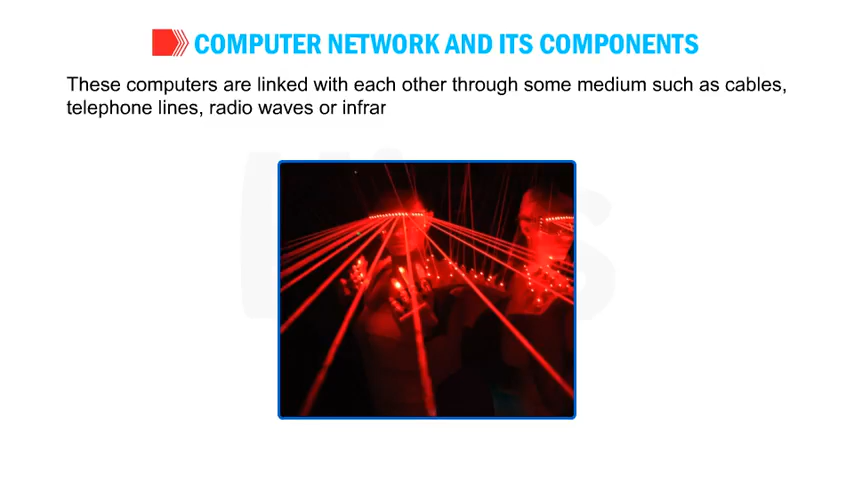 COMPUTER NETWORK AND ITS COMPONENTS
These computers are linked with each other through some medium such as cables,
telephone lines, radio waves or infrar